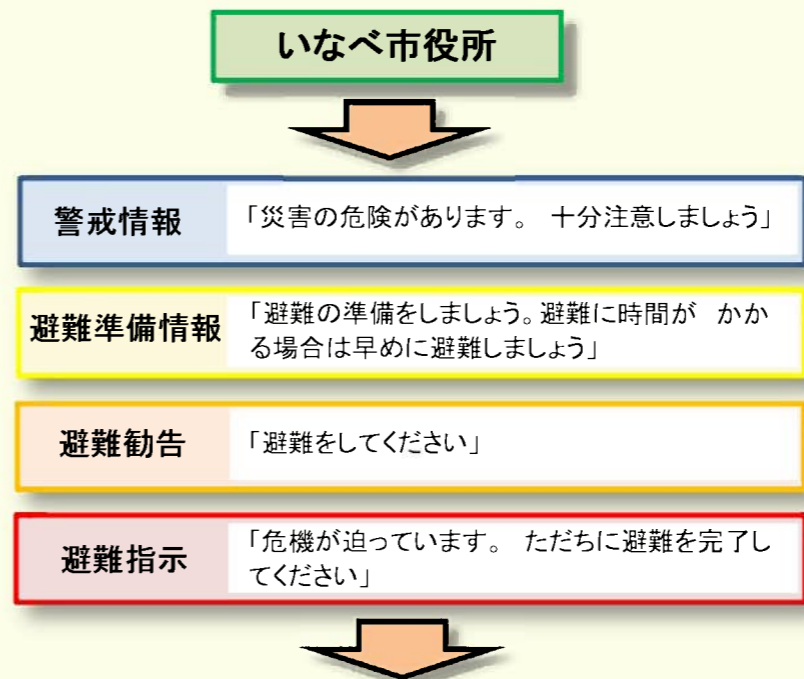 いなべ市役所
警戒情報
「災害の危険があります。 十分注意しましょう」
避難準備情報
「避難の準備をしましょう。避難に時間が かか
る場合は早めに避難しましょう」
避難勧告
「避難をしてください」
避難指示
「危機が迫っています。 ただちに避難を完了し
てください」